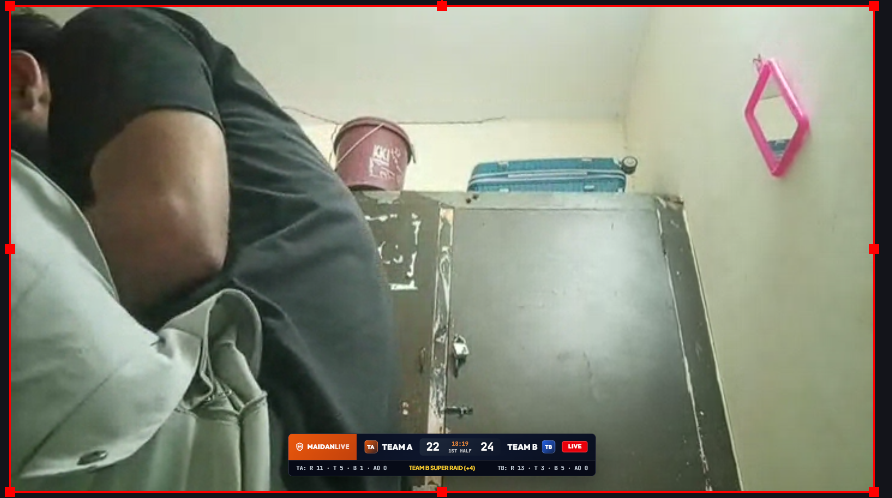 KKI
MAIDANLIVE
TA TEAM A 22 18:19 24 TEAM B TB LIVE
1ST HALF
TA: R 11 · T 5 · B 1 · AO 0 TEAM B SUPER RAID (+4) TB: R 13 · T 3 · B 5 · AO 0